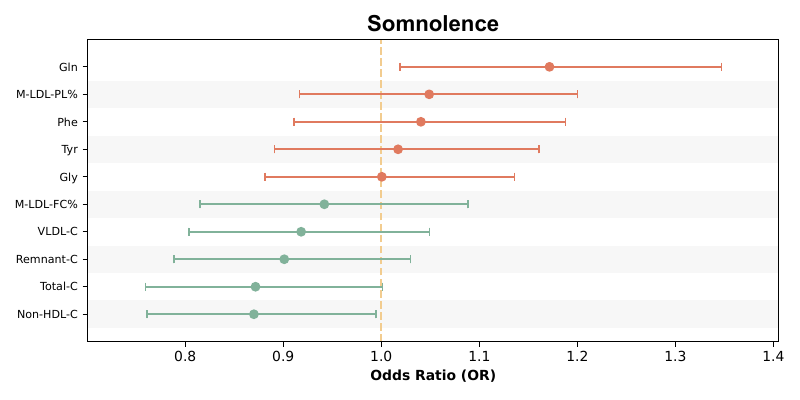 Somnolence
Gln
M-LDL-PL%
Phe
Tyr
Gly
M-LDL-FC%
VLDL-C
Remnant-C
Total-C
Non-HDL-C
0.8 0.9 1.0 1.1 1.2 1.3 1.4
Odds Ratio (OR)